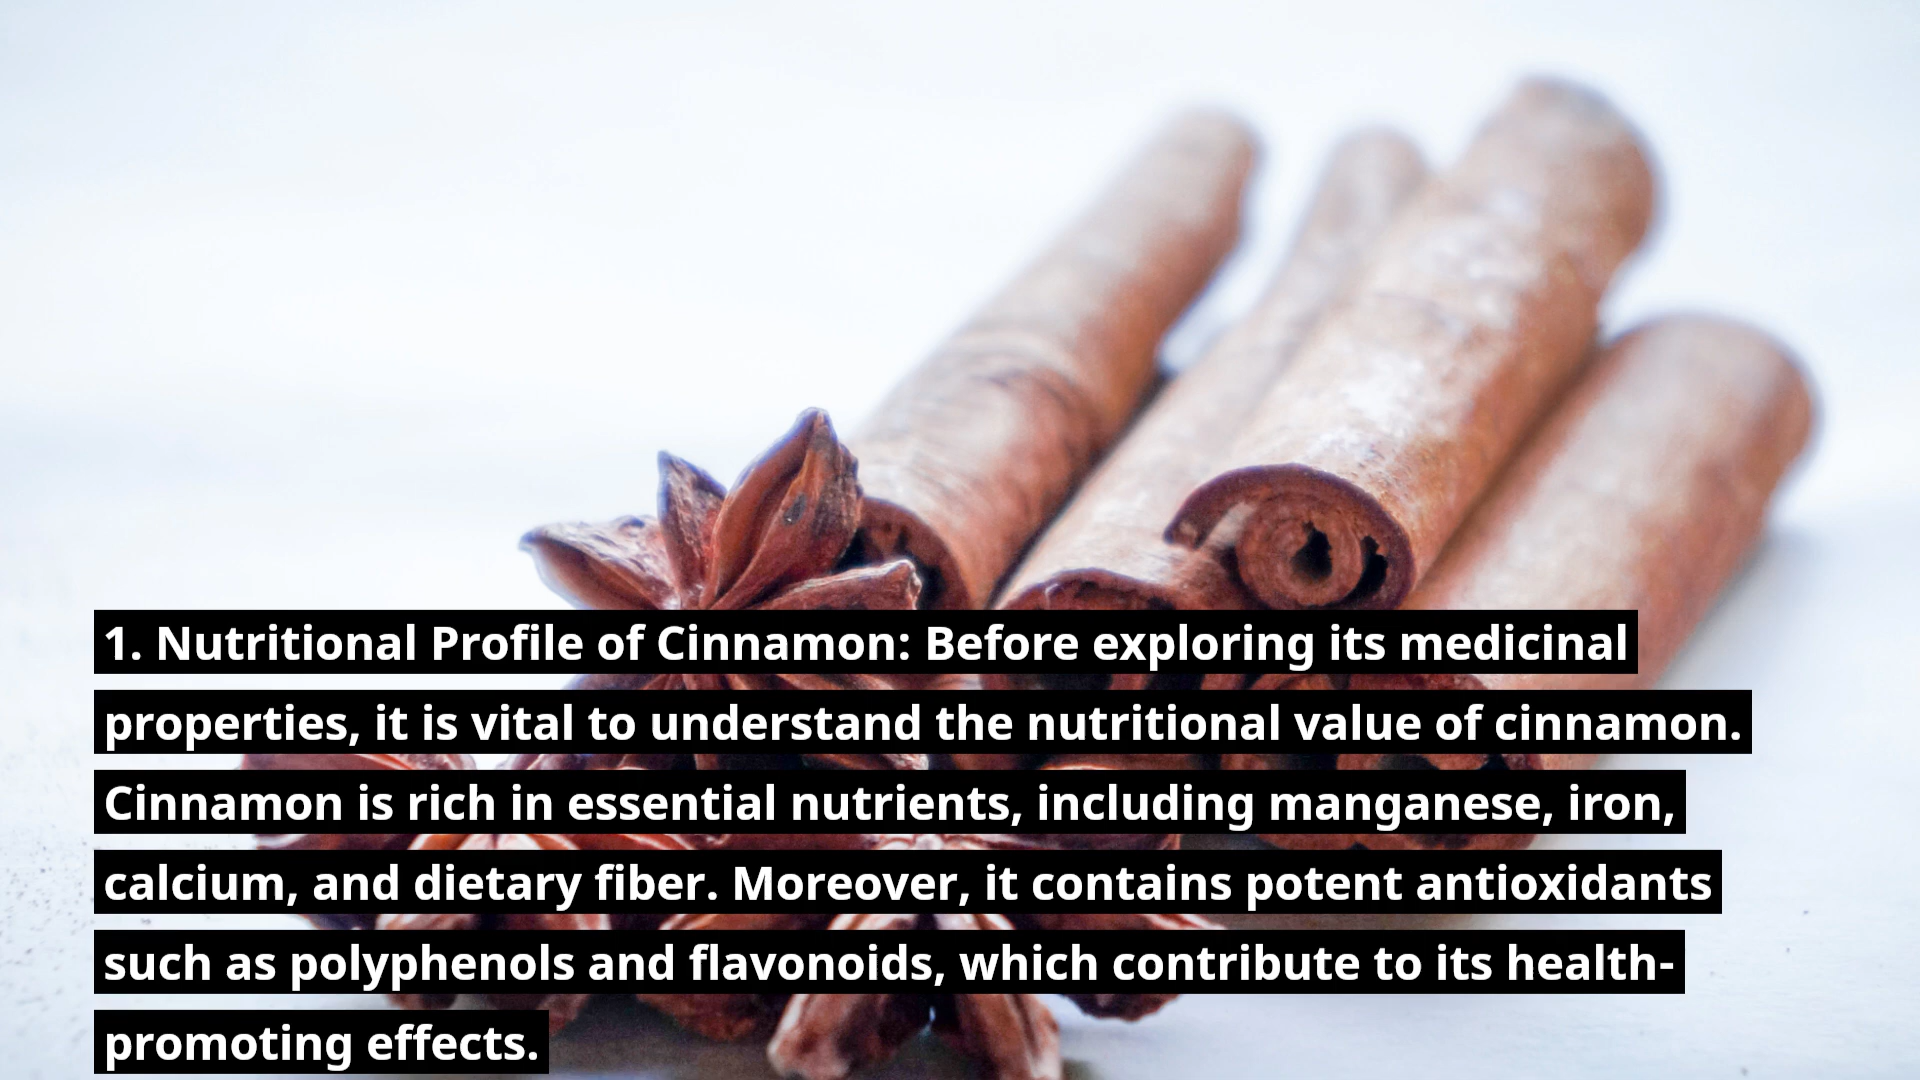 1. Nutritional Profile of Cinnamon: Before exploring its medicinal
properties, it is vital to understand the nutritional value of cinnamon.
Cinnamon is rich in essential nutrients, including manganese, iron,
calcium, and dietary fiber. Moreover, it contains potent antioxidants
such as polyphenols and flavonoids, which contribute to its health-
promoting effects.